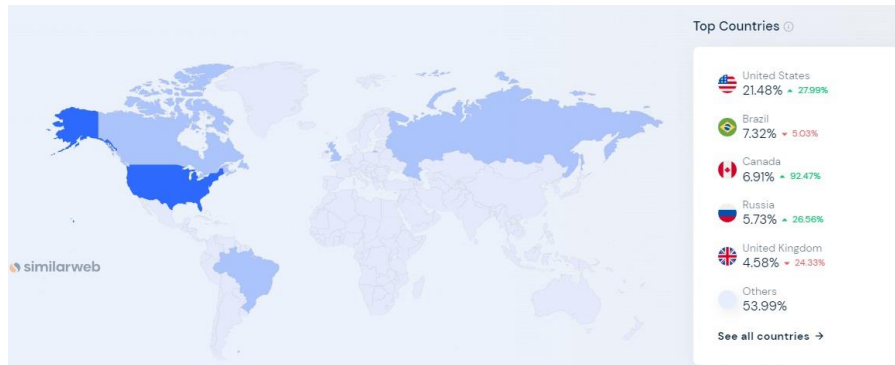 Top Countries
United States
21.48% 27.99%
Brazil
7.32% 5.03%
Canada
6.91% 92.47%
Russia
5.73% 26.56%
United Kingdom
4.58% 24.33%
Others
53.99%
See all countries →
similarweb